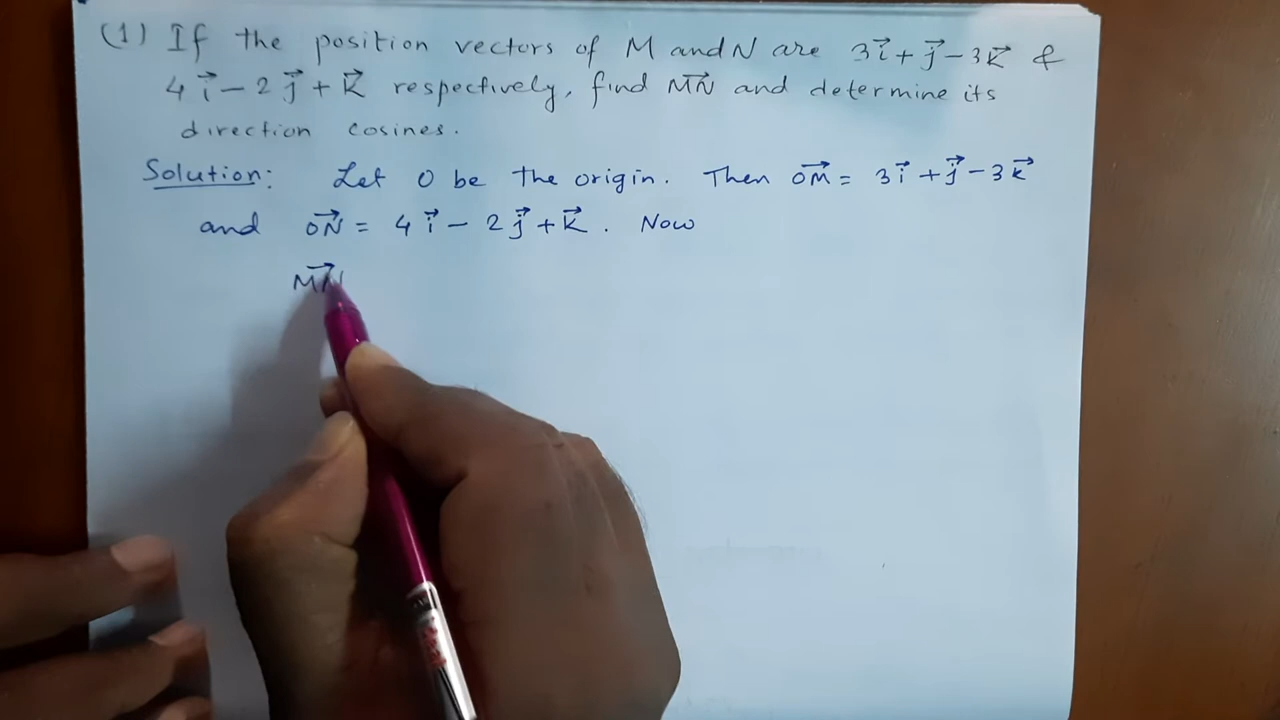 (1) If the position vectors of M and N are 3i⃗ + j⃗ - 3k⃗ &
4i⃗ - 2j⃗ + k⃗ respectively, find MN⃗ and determine its
direction cosines.
Solution: Let O be the origin. Then OM⃗ = 3i⃗ + j⃗ - 3k⃗
and ON⃗ = 4i⃗ - 2j⃗ + k⃗. Now
MN⃗